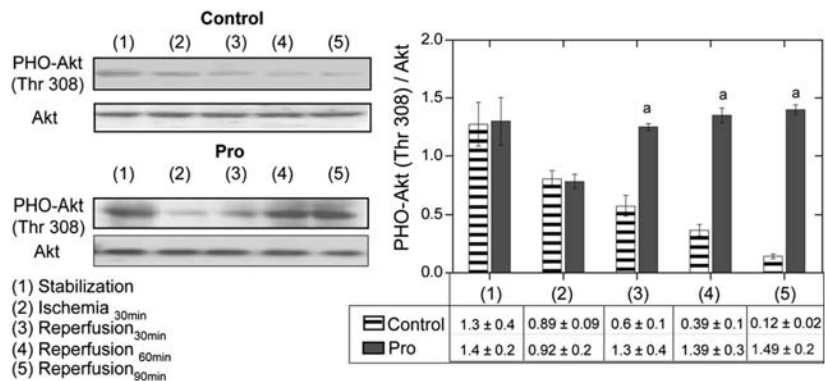 Control
(1) (2) (3) (4) (5)
PHO-Akt
(Thr 308)
Akt
Pro
(1) (2) (3) (4) (5)
PHO-Akt
(Thr 308)
Akt
(1) Stabilization
(2) Ischemia 30min
(3) Reperfusion 30min
(4) Reperfusion 60min
(5) Reperfusion 90min
PHO-Akt (Thr 308) / Akt
2.0
1.5
1.0
0.5
0.0
a a a
(1) (2) (3) (4) (5)
Control 1.3 ± 0.4 0.89 ± 0.09 0.6 ± 0.1 0.39 ± 0.1 0.12 ± 0.02
Pro 1.4 ± 0.2 0.92 ± 0.2 1.3 ± 0.4 1.39 ± 0.3 1.49 ± 0.2